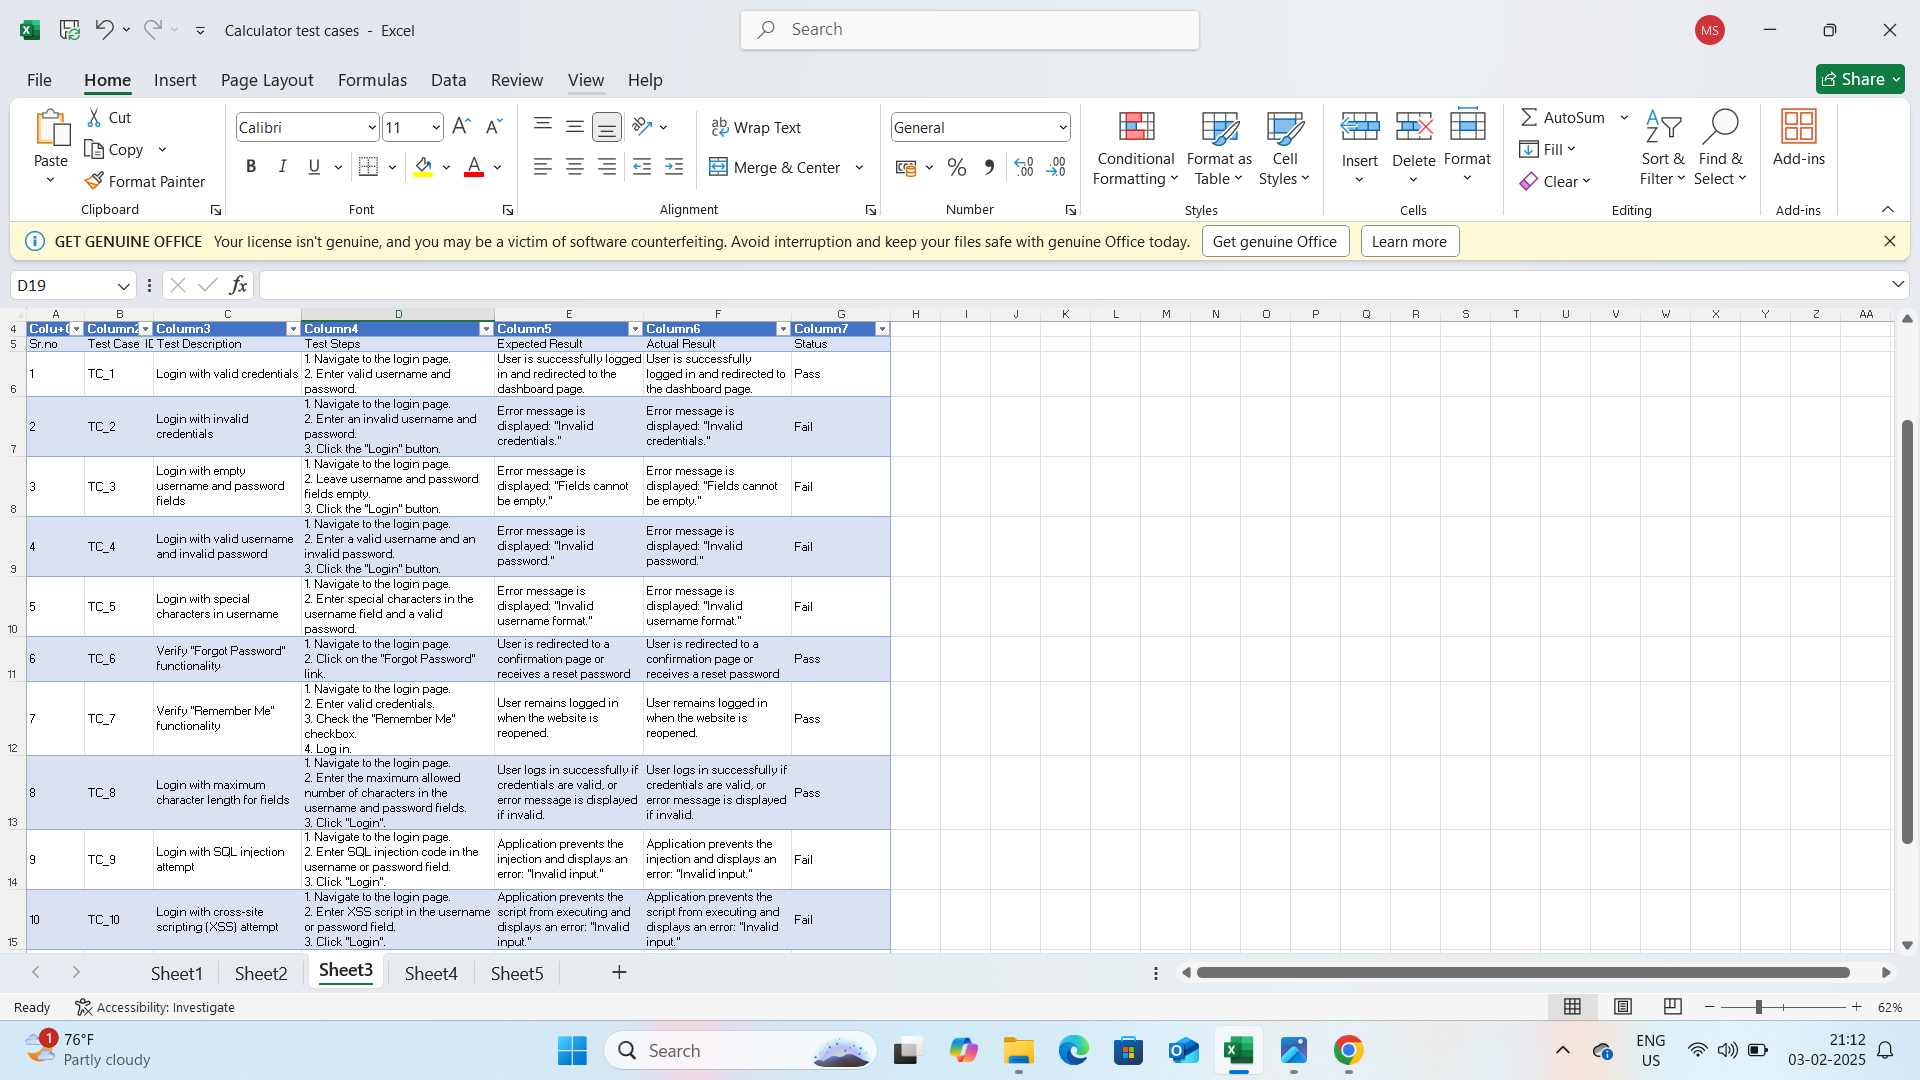 Calculator test cases - Excel
Search
MS
File Home Insert Page Layout Formulas Data Review View Help
Share
Paste
Cut
Copy
Format Painter
Clipboard
Calibri 11
B I U
Font
Wrap Text
Merge & Center
Alignment
General
Number
Conditional Formatting
Format as Table
Cell Styles
Styles
Insert Delete Format
Cells
AutoSum
Fill
Clear
Sort & Filter
Find & Select
Editing
Add-ins
Add-ins
GET GENUINE OFFICE Your license isn't genuine, and you may be a victim of software counterfeiting. Avoid interruption and keep your files safe with genuine Office today. Get genuine Office Learn more
D19 fx
A B C D E F G H I J K L M N O P Q R S T U V W X Y Z AA
4 Column2 Column3 Column4 Column5 Column6 Column7
5 Sr.no Test Case ID Test Description Test Steps Expected Result Actual Result Status
6
1
TC_1
Login with valid credentials
1. Navigate to the login page.
2. Enter valid username and
password.
User is successfully logged
in and redirected to the
dashboard page.
User is successfully
logged in and redirected to
the dashboard page.
Pass
7
2
TC_2
Login with invalid
credentials
1. Navigate to the login page.
2. Enter an invalid username and
password.
3. Click the "Login" button.
Error message is
displayed: "Invalid
credentials."
Error message is
displayed: "Invalid
credentials."
Fail
8
3
TC_3
Login with empty
username and password
fields
1. Navigate to the login page.
2. Leave username and password
fields empty.
3. Click the "Login" button.
Error message is
displayed: "Fields cannot
be empty."
Error message is
displayed: "Fields cannot
be empty."
Fail
9
4
TC_4
Login with valid username
and invalid password
1. Navigate to the login page.
2. Enter a valid username and an
invalid password.
3. Click the "Login" button.
Error message is
displayed: "Invalid
password."
Error message is
displayed: "Invalid
password."
Fail
10
5
TC_5
Login with special
characters in username
1. Navigate to the login page.
2. Enter special characters in the
username field and a valid
password.
Error message is
displayed: "Invalid
username format."
Error message is
displayed: "Invalid
username format."
Fail
11
6
TC_6
Verify "Forgot Password"
functionality
1. Navigate to the login page.
2. Click on the "Forgot Password"
link.
User is redirected to a
confirmation page or
receives a reset password
User is redirected to a
confirmation page or
receives a reset password
Pass
12
7
TC_7
Verify "Remember Me"
functionality
1. Navigate to the login page.
2. Enter valid credentials.
3. Check the "Remember Me"
checkbox.
4. Log in.
User remains logged in
when the website is
reopened.
User remains logged in
when the website is
reopened.
Pass
13
8
TC_8
Login with maximum
character length for fields
1. Navigate to the login page.
2. Enter the maximum allowed
number of characters in the
username and password fields.
3. Click "Login".
User logs in successfully if
credentials are valid, or
error message is displayed
if invalid.
User logs in successfully if
credentials are valid, or
error message is displayed
if invalid.
Pass
14
9
TC_9
Login with SQL injection
attempt
1. Navigate to the login page.
2. Enter SQL injection code in the
username or password field.
3. Click "Login".
Application prevents the
injection and displays an
error: "Invalid input."
Application prevents the
injection and displays an
error: "Invalid input."
Fail
15
10
TC_10
Login with cross-site
scripting (XSS) attempt
1. Navigate to the login page.
2. Enter XSS script in the username
or password field.
3. Click "Login".
Application prevents the
script from executing and
displays an error: "Invalid
input."
Application prevents the
script from executing and
displays an error: "Invalid
input."
Fail
Sheet1 Sheet2 Sheet3 Sheet4 Sheet5
Ready Accessibility: Investigate 62%
1
76°F
Partly cloudy
Search
ENG
US
21:12
03-02-2025